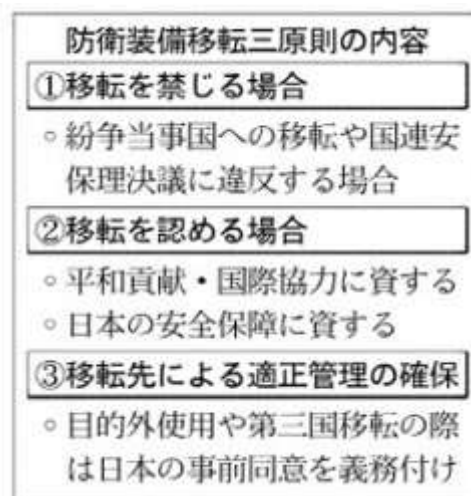 防衛装備移転三原則の内容
①移転を禁じる場合
◦紛争当事国への移転や国連安
保理決議に違反する場合
②移転を認める場合
◦平和貢献・国際協力に資する
◦日本の安全保障に資する
③移転先による適正管理の確保
◦目的外使用や第三国移転の際
は日本の事前同意を義務付け